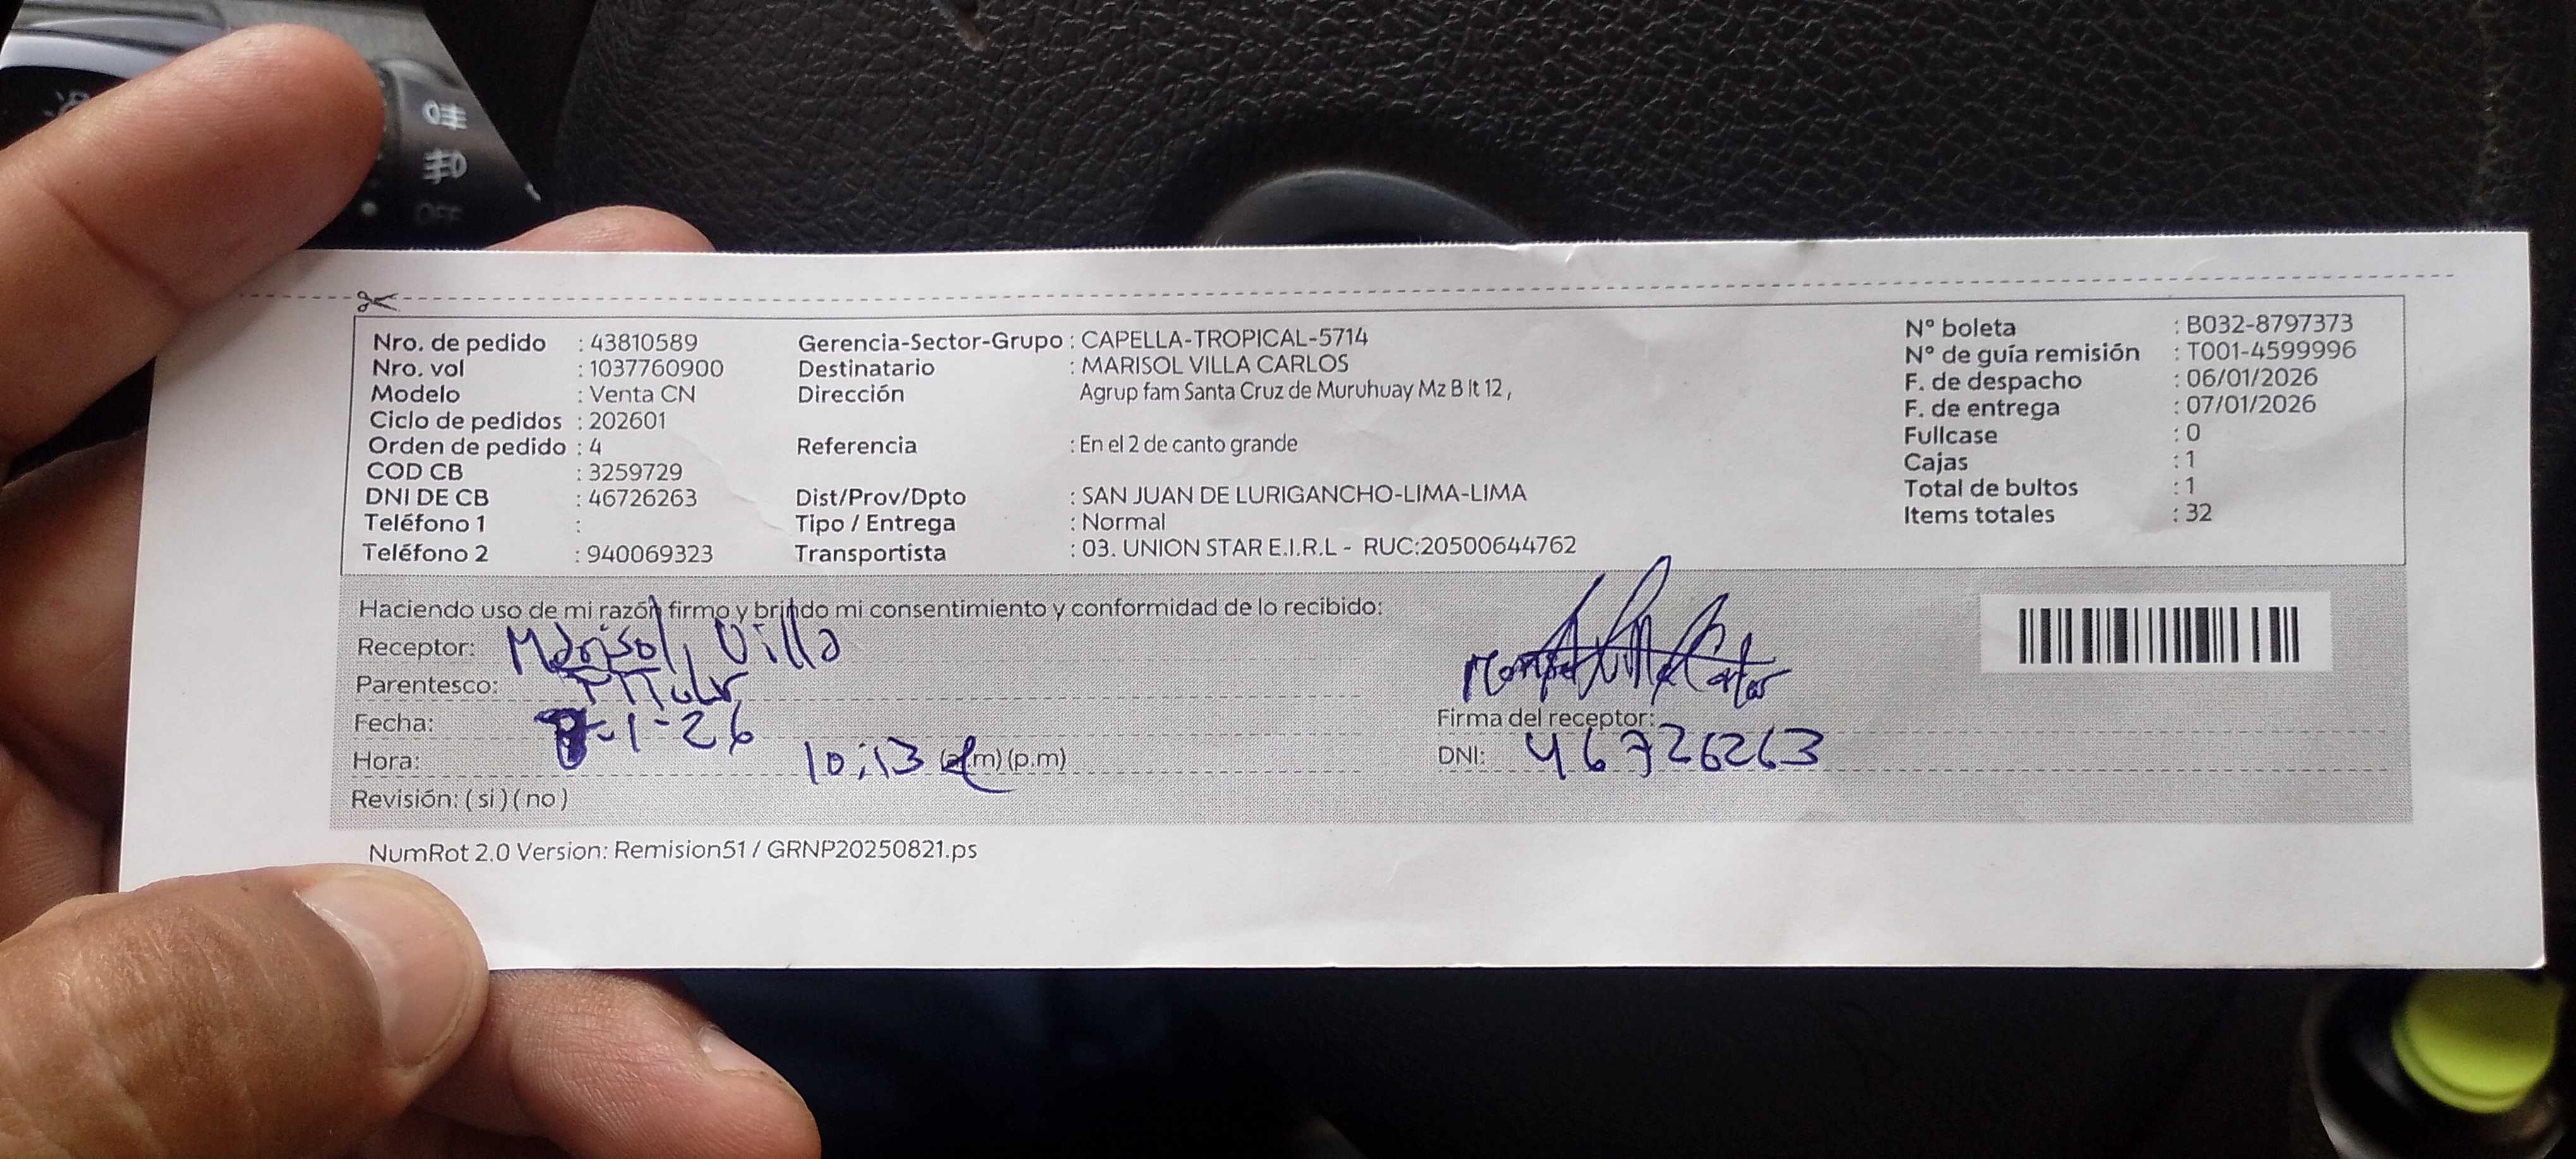 OFF
Nro. de pedido : 43810589
Nro. vol : 1037760900
Modelo : Venta CN
Ciclo de pedidos : 202601
Orden de pedido : 4
COD CB : 3259729
DNI DE CB : 46726263
Teléfono 1 :
Teléfono 2 : 940069323
Gerencia-Sector-Grupo : CAPELLA-TROPICAL-5714
Destinatario : MARISOL VILLA CARLOS
Dirección Agrup fam Santa Cruz de Muruhuay Mz B lt 12 ,
Referencia : En el 2 de canto grande
Dist/Prov/Dpto : SAN JUAN DE LURIGANCHO-LIMA-LIMA
Tipo / Entrega : Normal
Transportista : 03. UNION STAR E.I.R.L - RUC:20500644762
N° boleta : B032-8797373
N° de guía remisión : T001-4599996
F. de despacho : 06/01/2026
F. de entrega : 07/01/2026
Fullcase : 0
Cajas : 1
Total de bultos : 1
Items totales : 32
Haciendo uso de mi razón firmo y brindo mi consentimiento y conformidad de lo recibido:
Receptor: Marisol Villa
Parentesco: Titular
Fecha: 7-1-26
Hora: 10:13 (a.m) (p.m)
Revisión: ( si ) ( no )
Firma del receptor:
DNI: 46726263
NumRot 2.0 Version: Remision51 / GRNP20250821.ps